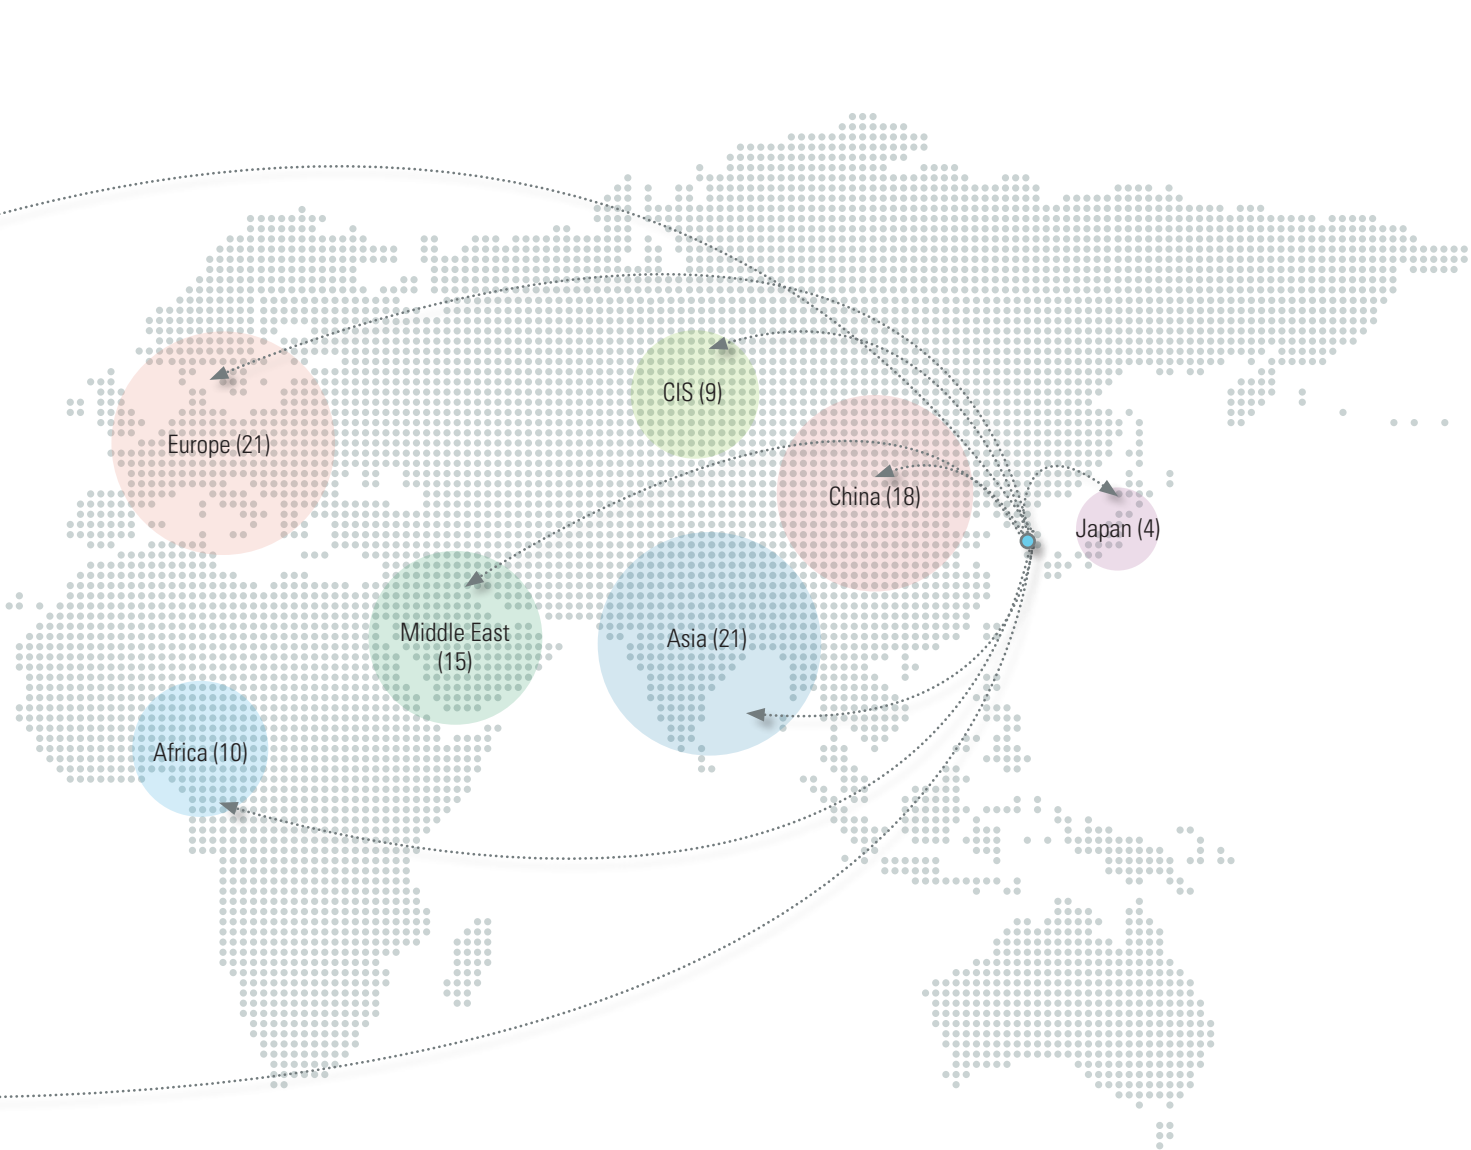 CIS (9)
Europe (21)
China (18)
Japan (4)
Middle East
(15)
Asia (21)
Africa (10)